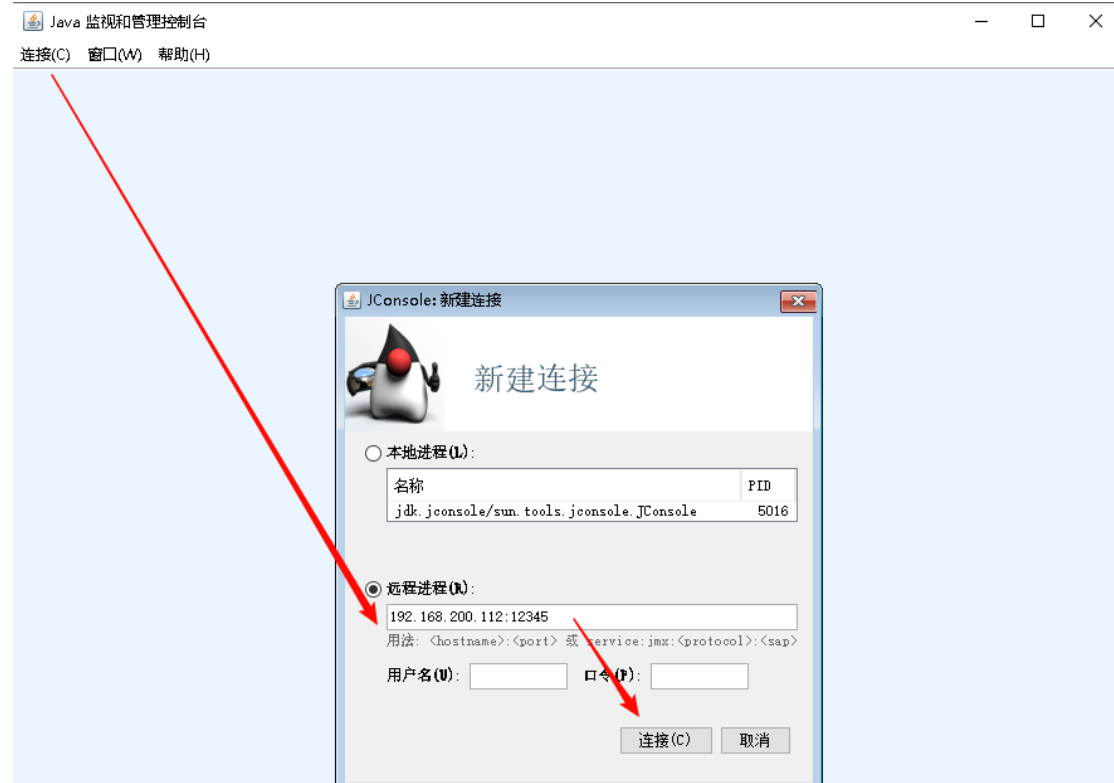 Java 监视和管理控制台
连接(C) 窗口(W) 帮助(H)
JConsole: 新建连接
新建连接
本地进程(L):
名称 PID
jdk.jconsole/sun.tools.jconsole.JConsole 5016
远程进程(R):
192.168.200.112:12345
用法: <hostname>:<port> 或 service:jmx:<protocol>:<sap>
用户名(U): 口令(P):
连接(C) 取消